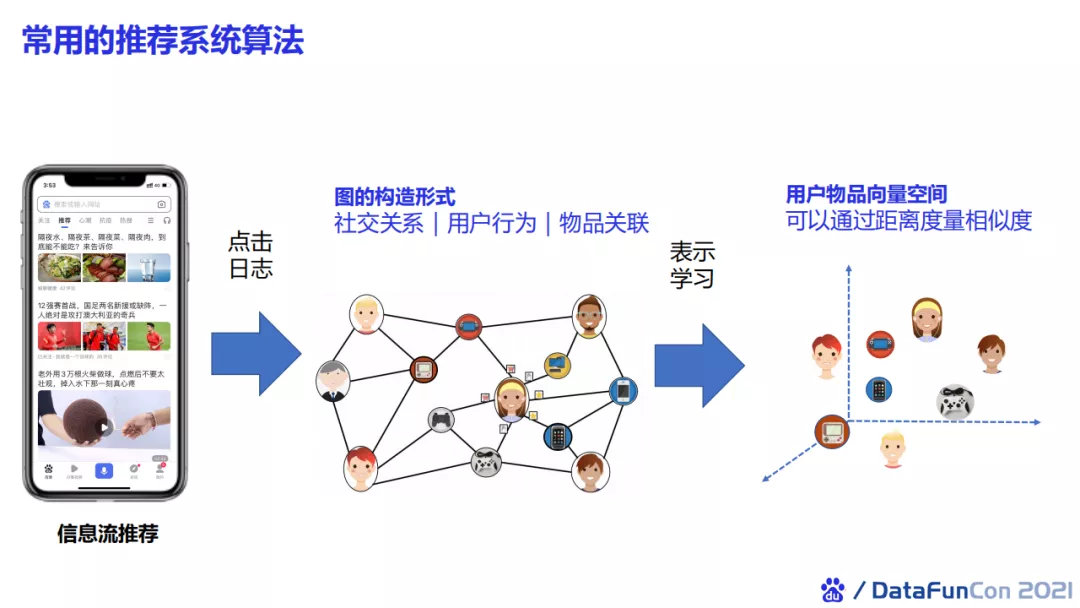 常用的推荐系统算法
3:53
4G
搜索或输入网址
关注 推荐 心潮 抗疫 热搜
隔夜水、隔夜茶、隔夜菜、隔夜肉，到
底能不能吃？来告诉你
12强赛首战，国足两名新援或缺阵，一
人绝对是攻打澳大利亚的奇兵
老外用3万根火柴做球，点燃后不要太
壮观，掉入水下那一刻真心疼
信息流推荐
点击
日志
图的构造形式
社交关系 | 用户行为 | 物品关联
表示
学习
用户物品向量空间
可以通过距离度量相似度
du / DataFunCon 2021